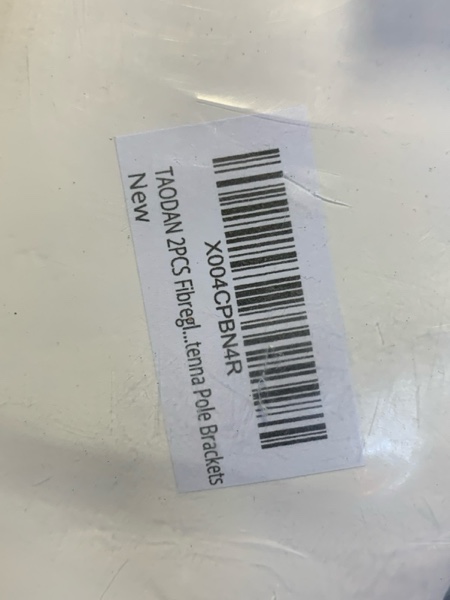 X004CPBN4R
TAODAN 2PCS Fibregl...tenna Pole Brackets
New